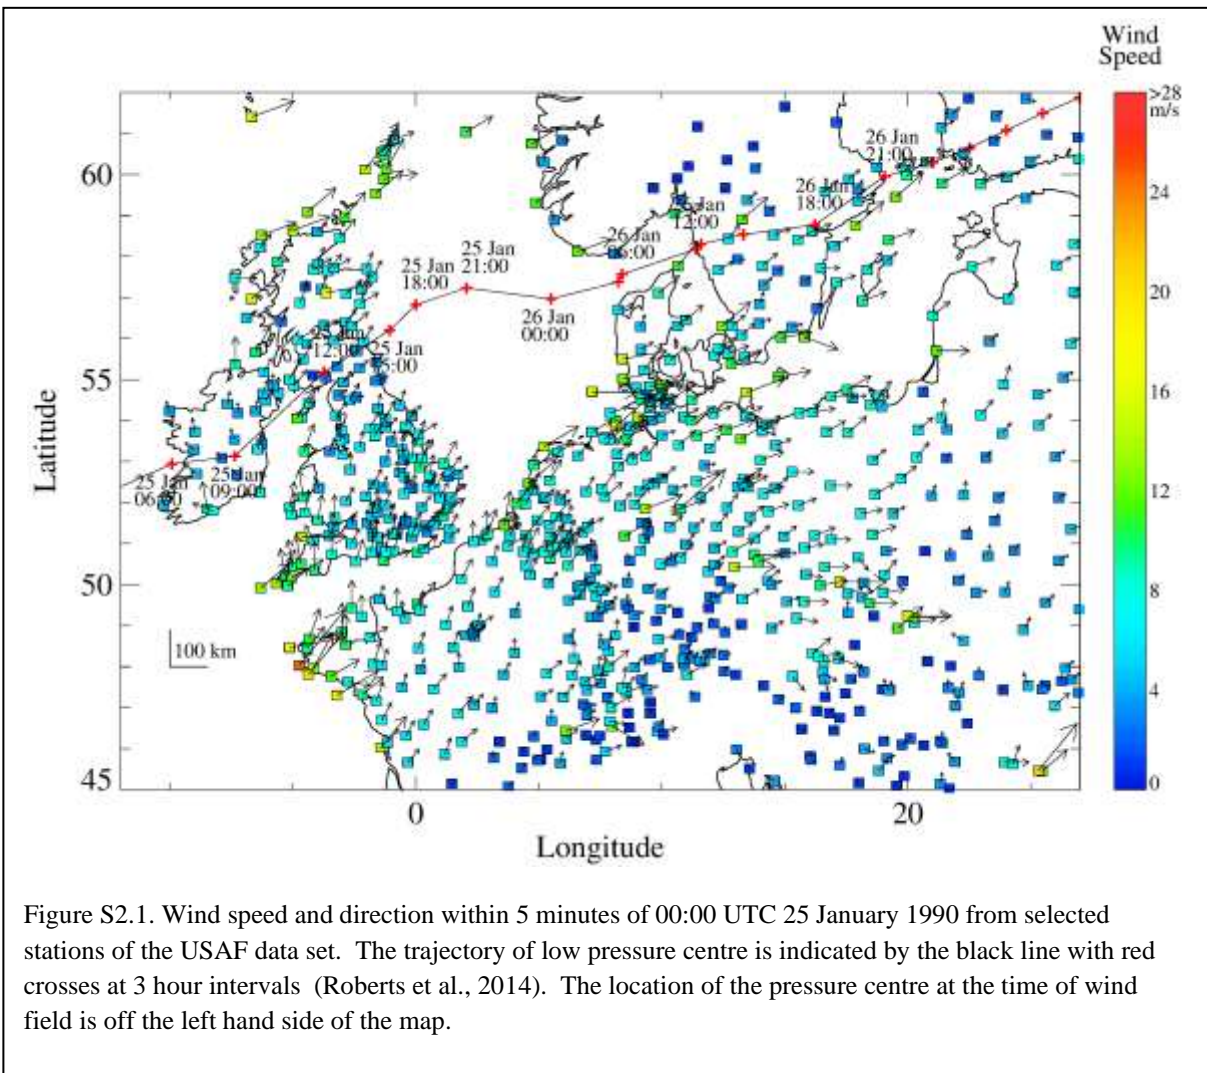 Wind
Speed
>28
m/s
24
20
16
12
8
4
0
60
55
50
45
Latitude
0
20
Longitude
100 km
25 Jan
09:00
25 Jan
18:00
25 Jan
21:00
26 Jan
00:00
26 Jan
12:00
26 Jan
18:00
26 Jan
21:00
25 Jan
12:00
25 Jan
26 Jan
25 Jan
Figure S2.1. Wind speed and direction within 5 minutes of 00:00 UTC 25 January 1990 from selected
stations of the USAF data set. The trajectory of low pressure centre is indicated by the black line with red
crosses at 3 hour intervals (Roberts et al., 2014). The location of the pressure centre at the time of wind
field is off the left hand side of the map.